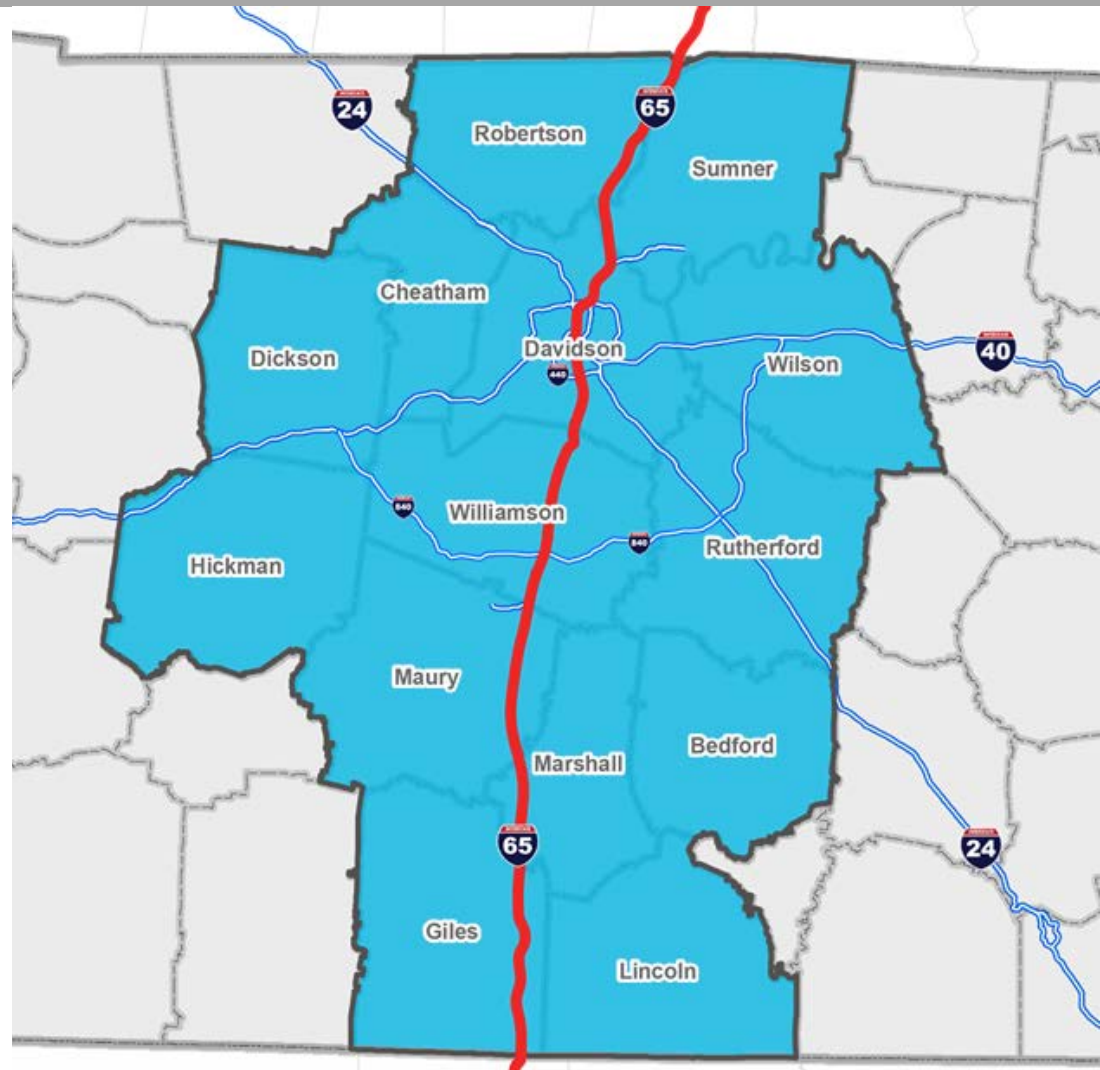 24
65
Robertson
Sumner
Cheatham
Davidson
Dickson
440
Wilson
40
840
Williamson
840
Rutherford
Hickman
Maury
Bedford
Marshall
65
24
Giles
Lincoln